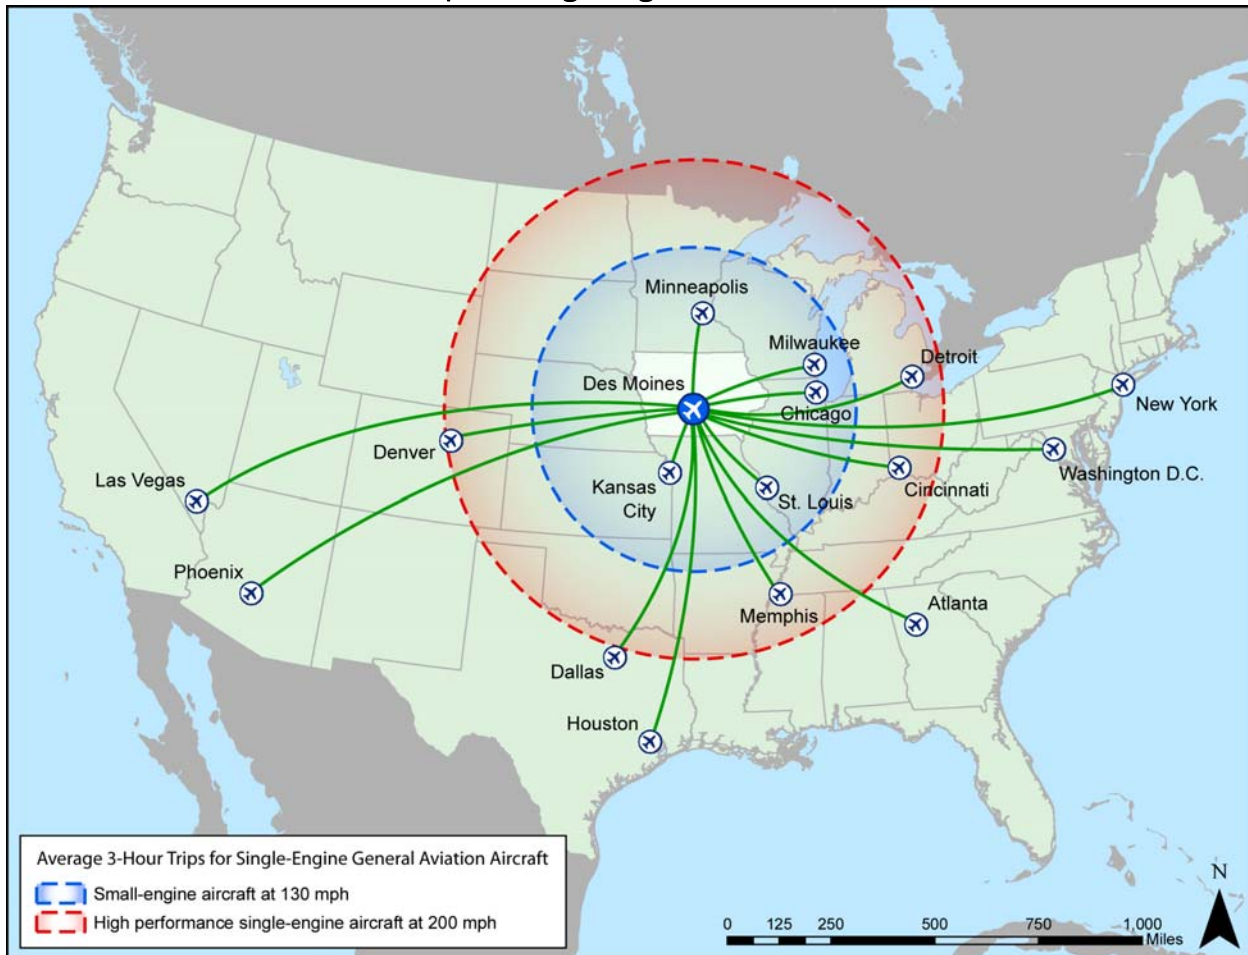 Minneapolis
Milwaukee
Detroit
Des Moines
Chicago
New York
Denver
Washington D.C.
Las Vegas
Kansas
City
St. Louis
Cincinnati
Phoenix
Memphis
Atlanta
Dallas
Houston
Average 3-Hour Trips for Single-Engine General Aviation Aircraft
Small-engine aircraft at 130 mph
High performance single-engine aircraft at 200 mph
N
0 125 250 500 750 1,000
Miles